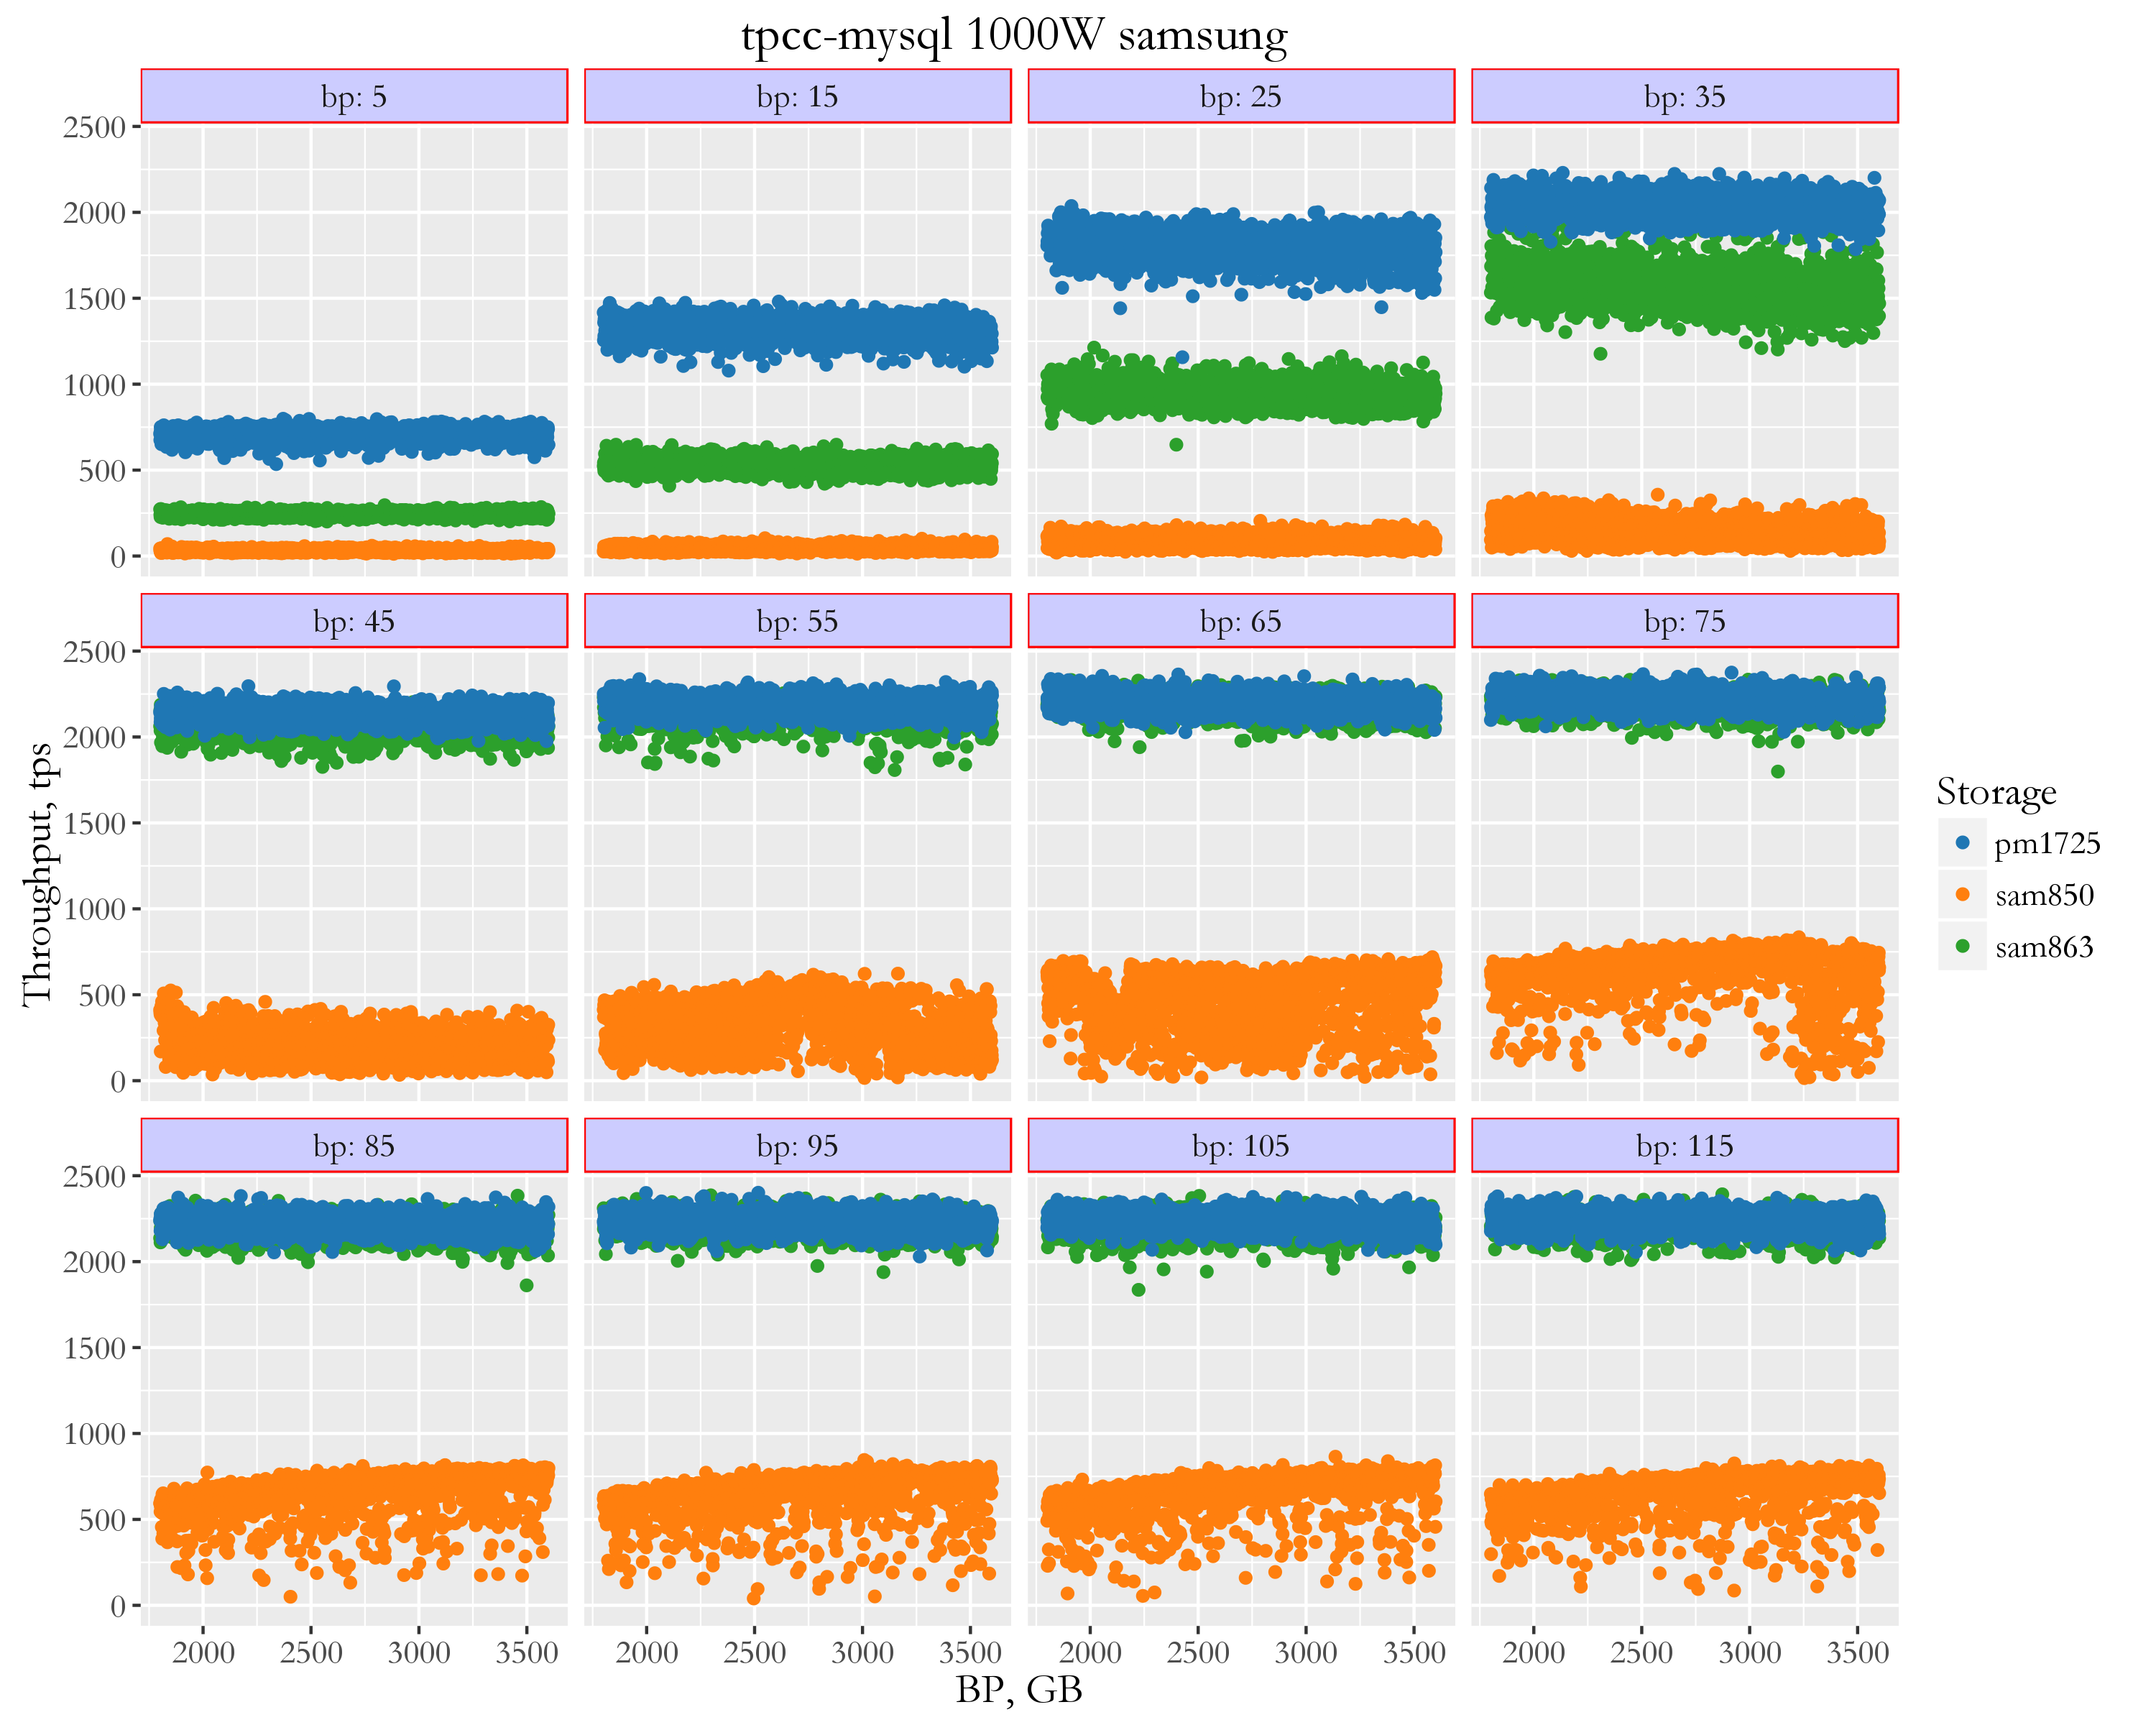 tpcc-mysql 1000W samsung
bp: 5
bp: 15
bp: 25
bp: 35
2500
2000
1500
1000
500
0
bp: 45
bp: 55
bp: 65
bp: 75
2500
2000
1500
1000
500
0
Throughput, tps
Storage
pm1725
sam850
sam863
bp: 85
bp: 95
bp: 105
bp: 115
2500
2000
1500
1000
500
0
2000 2500 3000 3500
2000 2500 3000 3500
2000 2500 3000 3500
2000 2500 3000 3500
BP, GB